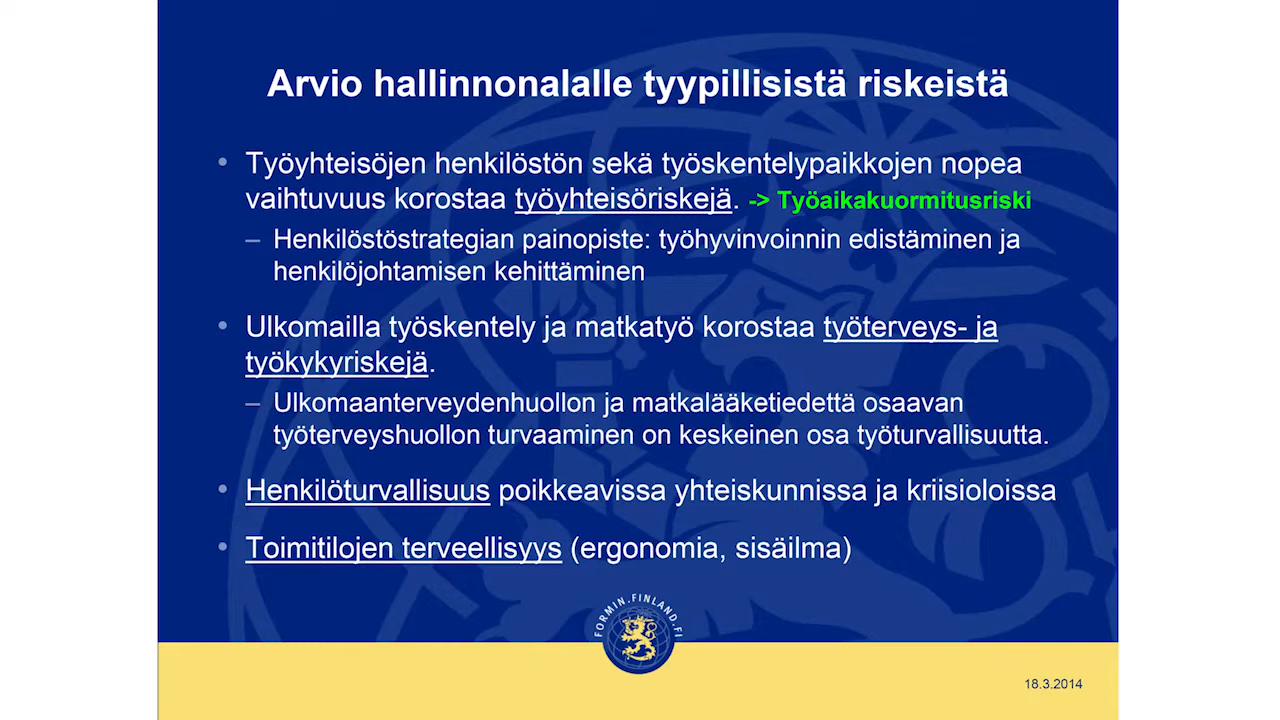 Arvio hallinnonalalle tyypillisistä riskeistä
• Työyhteisöjen henkilöstön sekä työskentelypaikkojen nopea
vaihtuvuus korostaa työyhteisöriskejä. -> Työaikakuormitusriski
– Henkilöstöstrategian painopiste: työhyvinvoinnin edistäminen ja
henkilöjohtamisen kehittäminen
• Ulkomailla työskentely ja matkatyö korostaa työterveys- ja
työkykyriskejä.
– Ulkomaanterveydenhuollon ja matkalääketiedettä osaavan
työterveyshuollon turvaaminen on keskeinen osa työturvallisuutta.
• Henkilöturvallisuus poikkeavissa yhteiskunnissa ja kriisioloissa
• Toimitilojen terveellisyys (ergonomia, sisäilma)
FORMIN.FINLAND.FI
18.3.2014